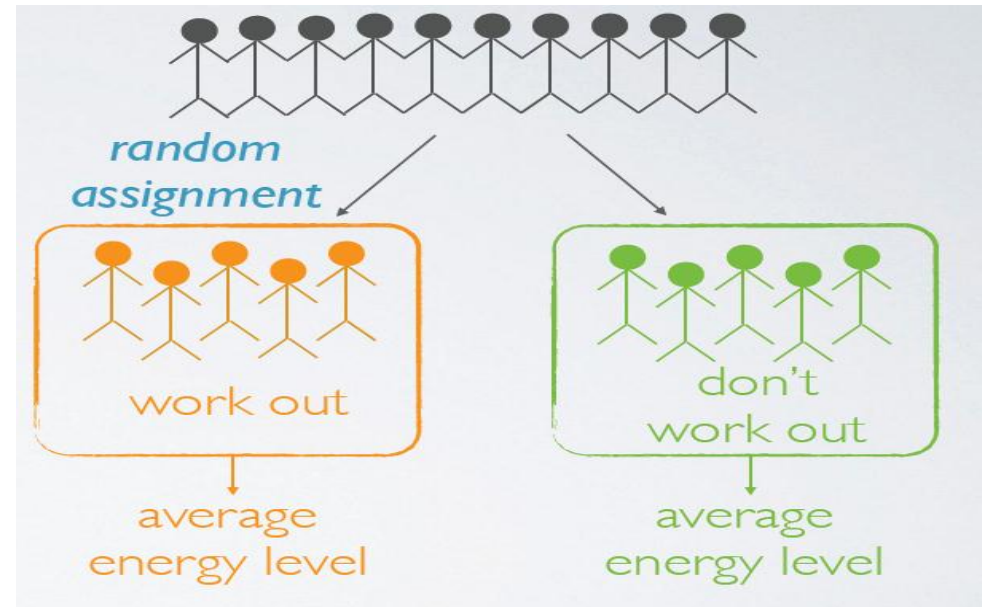 random
assignment
work out
don't
work out
average
energy level
average
energy level